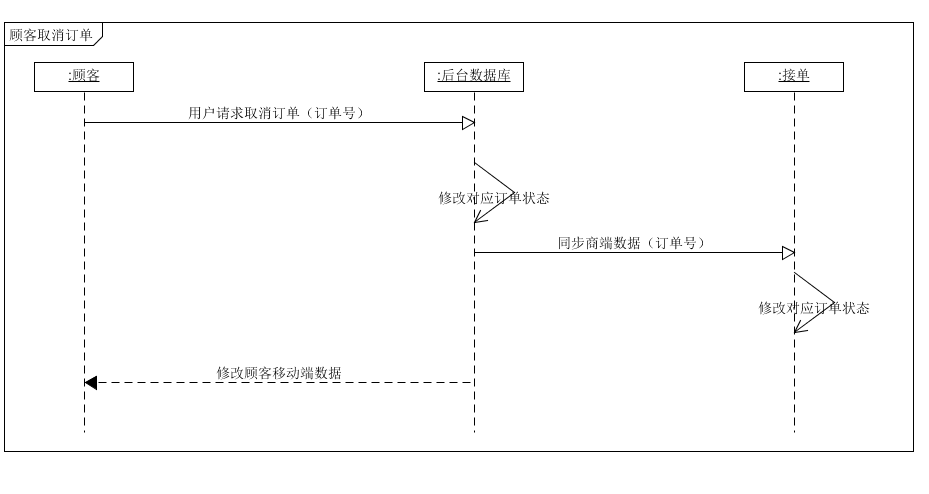 顾客取消订单
:顾客
:后台数据库
:接单
用户请求取消订单（订单号）
修改对应订单状态
同步商端数据（订单号）
修改对应订单状态
修改顾客移动端数据